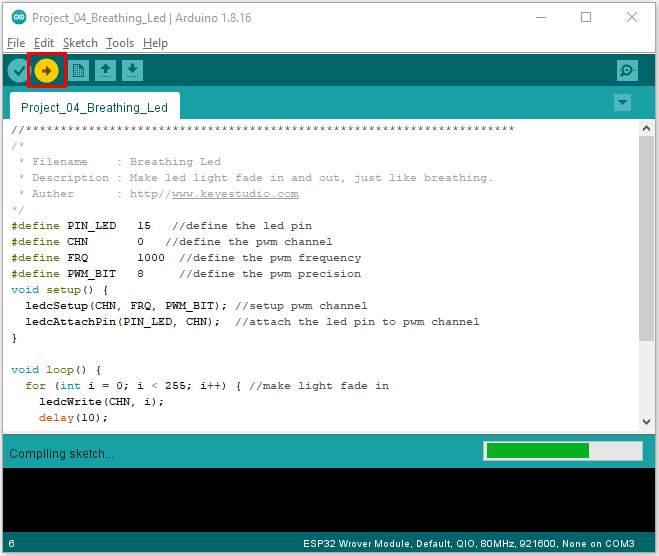 Project_04_Breathing_Led | Arduino 1.8.16
File Edit Sketch Tools Help
Project_04_Breathing_Led
//**********************************************************************
/*
 * Filename    : Breathing Led
 * Description : Make led light fade in and out, just like breathing.
 * Auther      : http//www.keyestudio.com
*/
#define PIN_LED   15   //define the led pin
#define CHN       0   //define the pwm channel
#define FRQ       1000  //define the pwm frequency
#define PWM_BIT   8     //define the pwm precision
void setup() {
  ledcSetup(CHN, FRQ, PWM_BIT); //setup pwm channel
  ledcAttachPin(PIN_LED, CHN);  //attach the led pin to pwm channel
}
void loop() {
  for (int i = 0; i < 255; i++) { //make light fade in
    ledcWrite(CHN, i);
    delay(10);
Compiling sketch...
6 ESP32 Wrover Module, Default, QIO, 80MHz, 921600, None on COM3